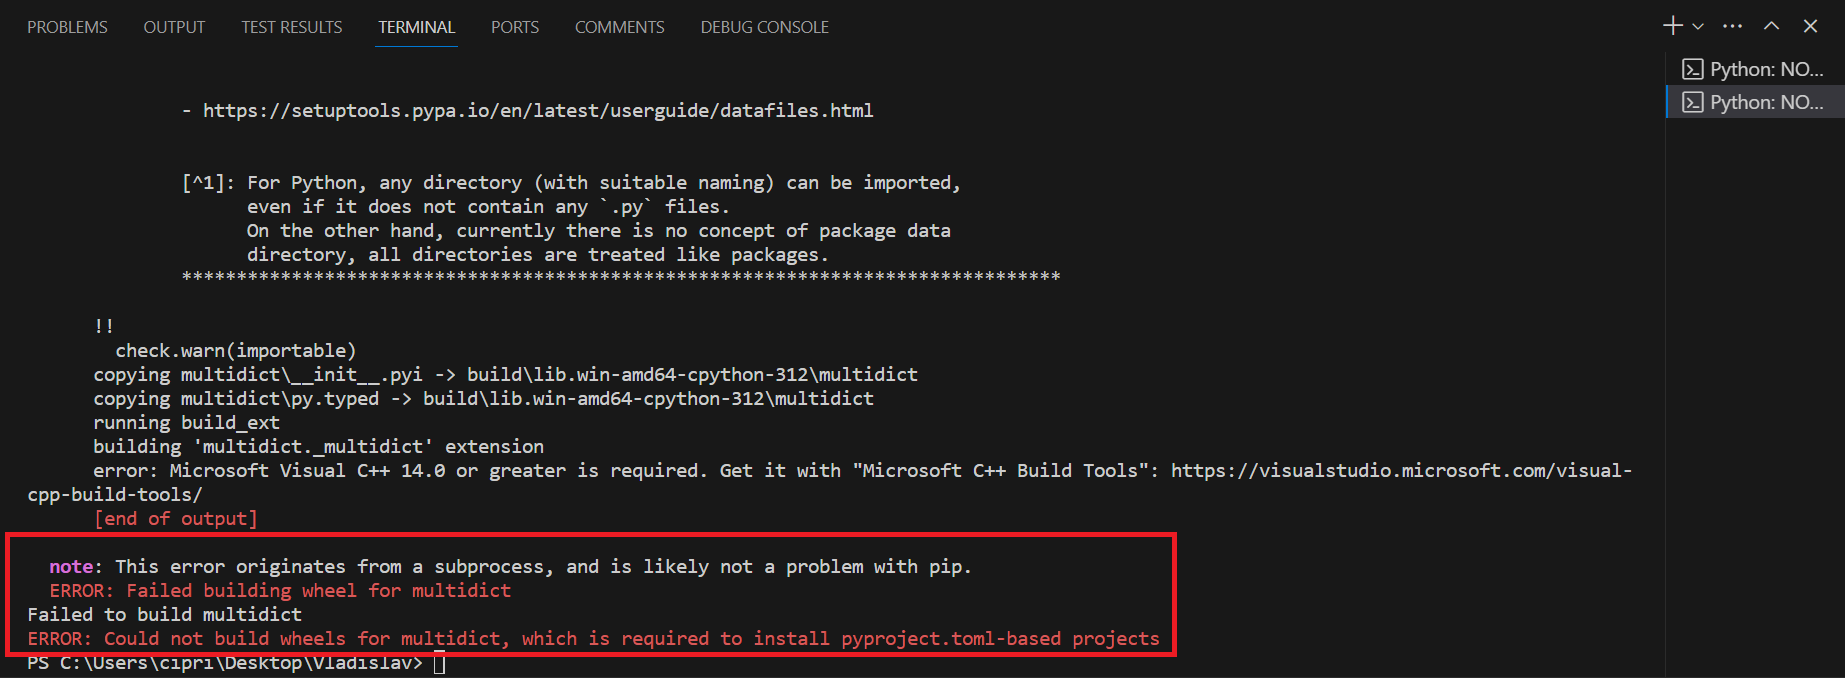 PROBLEMS OUTPUT TEST RESULTS TERMINAL PORTS COMMENTS DEBUG CONSOLE
Python: NO...
Python: NO...
- https://setuptools.pypa.io/en/latest/userguide/datafiles.html
[^1]: For Python, any directory (with suitable naming) can be imported,
even if it does not contain any `.py` files.
On the other hand, currently there is no concept of package data
directory, all directories are treated like packages.
********************************************************************************
!!
check.warn(importable)
copying multidict\__init__.pyi -> build\lib.win-amd64-cpython-312\multidict
copying multidict\py.typed -> build\lib.win-amd64-cpython-312\multidict
running build_ext
building 'multidict._multidict' extension
error: Microsoft Visual C++ 14.0 or greater is required. Get it with "Microsoft C++ Build Tools": https://visualstudio.microsoft.com/visual-
cpp-build-tools/
[end of output]
note: This error originates from a subprocess, and is likely not a problem with pip.
ERROR: Failed building wheel for multidict
Failed to build multidict
ERROR: Could not build wheels for multidict, which is required to install pyproject.toml-based projects
PS C:\Users\cipri\Desktop\Vladislav>